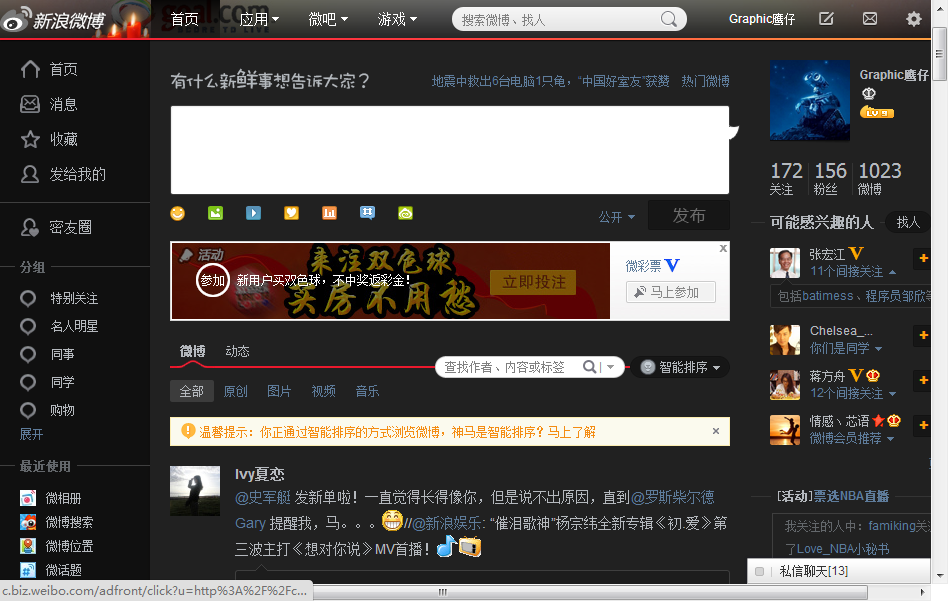 新浪微博
首页 应用 微吧 游戏
搜索微博、找人
Graphic鹰仔
首页
消息
收藏
发给我的
密友圈
分组
特别关注
名人明星
同事
同学
购物
展开
最近使用
微相册
微博搜索
微博位置
微话题
有什么新鲜事想告诉大家?
地震中救出6台电脑1只龟，“中国好室友”获赞 热门微博
公开 发布
活动
来注双色球
买房不用愁
参加 新用户买双色球，不中奖返彩金!
立即投注
x
微彩票 V
马上参加
微博 动态
查找作者、内容或标签
智能排序
全部 原创 图片 视频 音乐
温馨提示：你正通过智能排序的方式浏览微博，神马是智能排序？马上了解 ×
Ivy夏恋
@史军艇 发新单啦！一直觉得长得像你，但是说不出原因，直到@罗斯柴尔德
Gary 提醒我，马。。。//@新浪娱乐: “催泪歌神”杨宗纬全新专辑《初.爱》第
三波主打《想对你说》MV首播！
Graphic鹰仔
LV 9
172 156 1023
关注 粉丝 微博
可能感兴趣的人 找人
张宏江 V
11个间接关注
包括batimess、程序员邹欣等
Chelsea_...
你们是同学
蒋方舟 V
12个间接关注
情感丶芯语
微博会员推荐
[活动]票选NBA直播
我关注的人中：famiking关
了Love_NBA小秘书
私信聊天[13]
c.biz.weibo.com/adfront/click?u=http%3A%2F%2Fc...